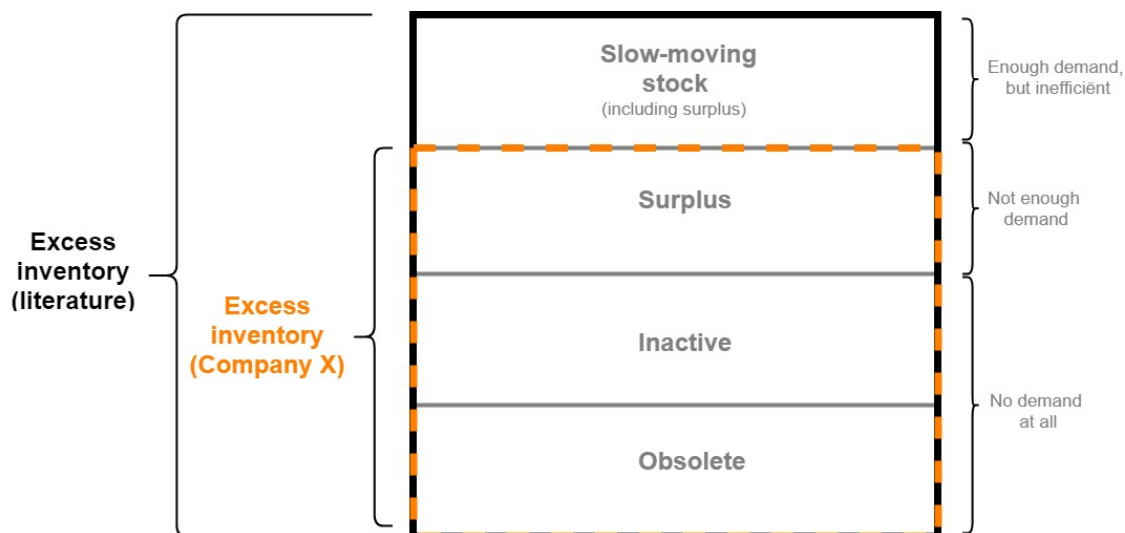 Slow-moving
stock
(including surplus)
Enough demand,
but inefficiënt
Surplus
Not enough
demand
Excess
inventory
(literature)
Excess
inventory
(Company X)
Inactive
No demand
at all
Obsolete